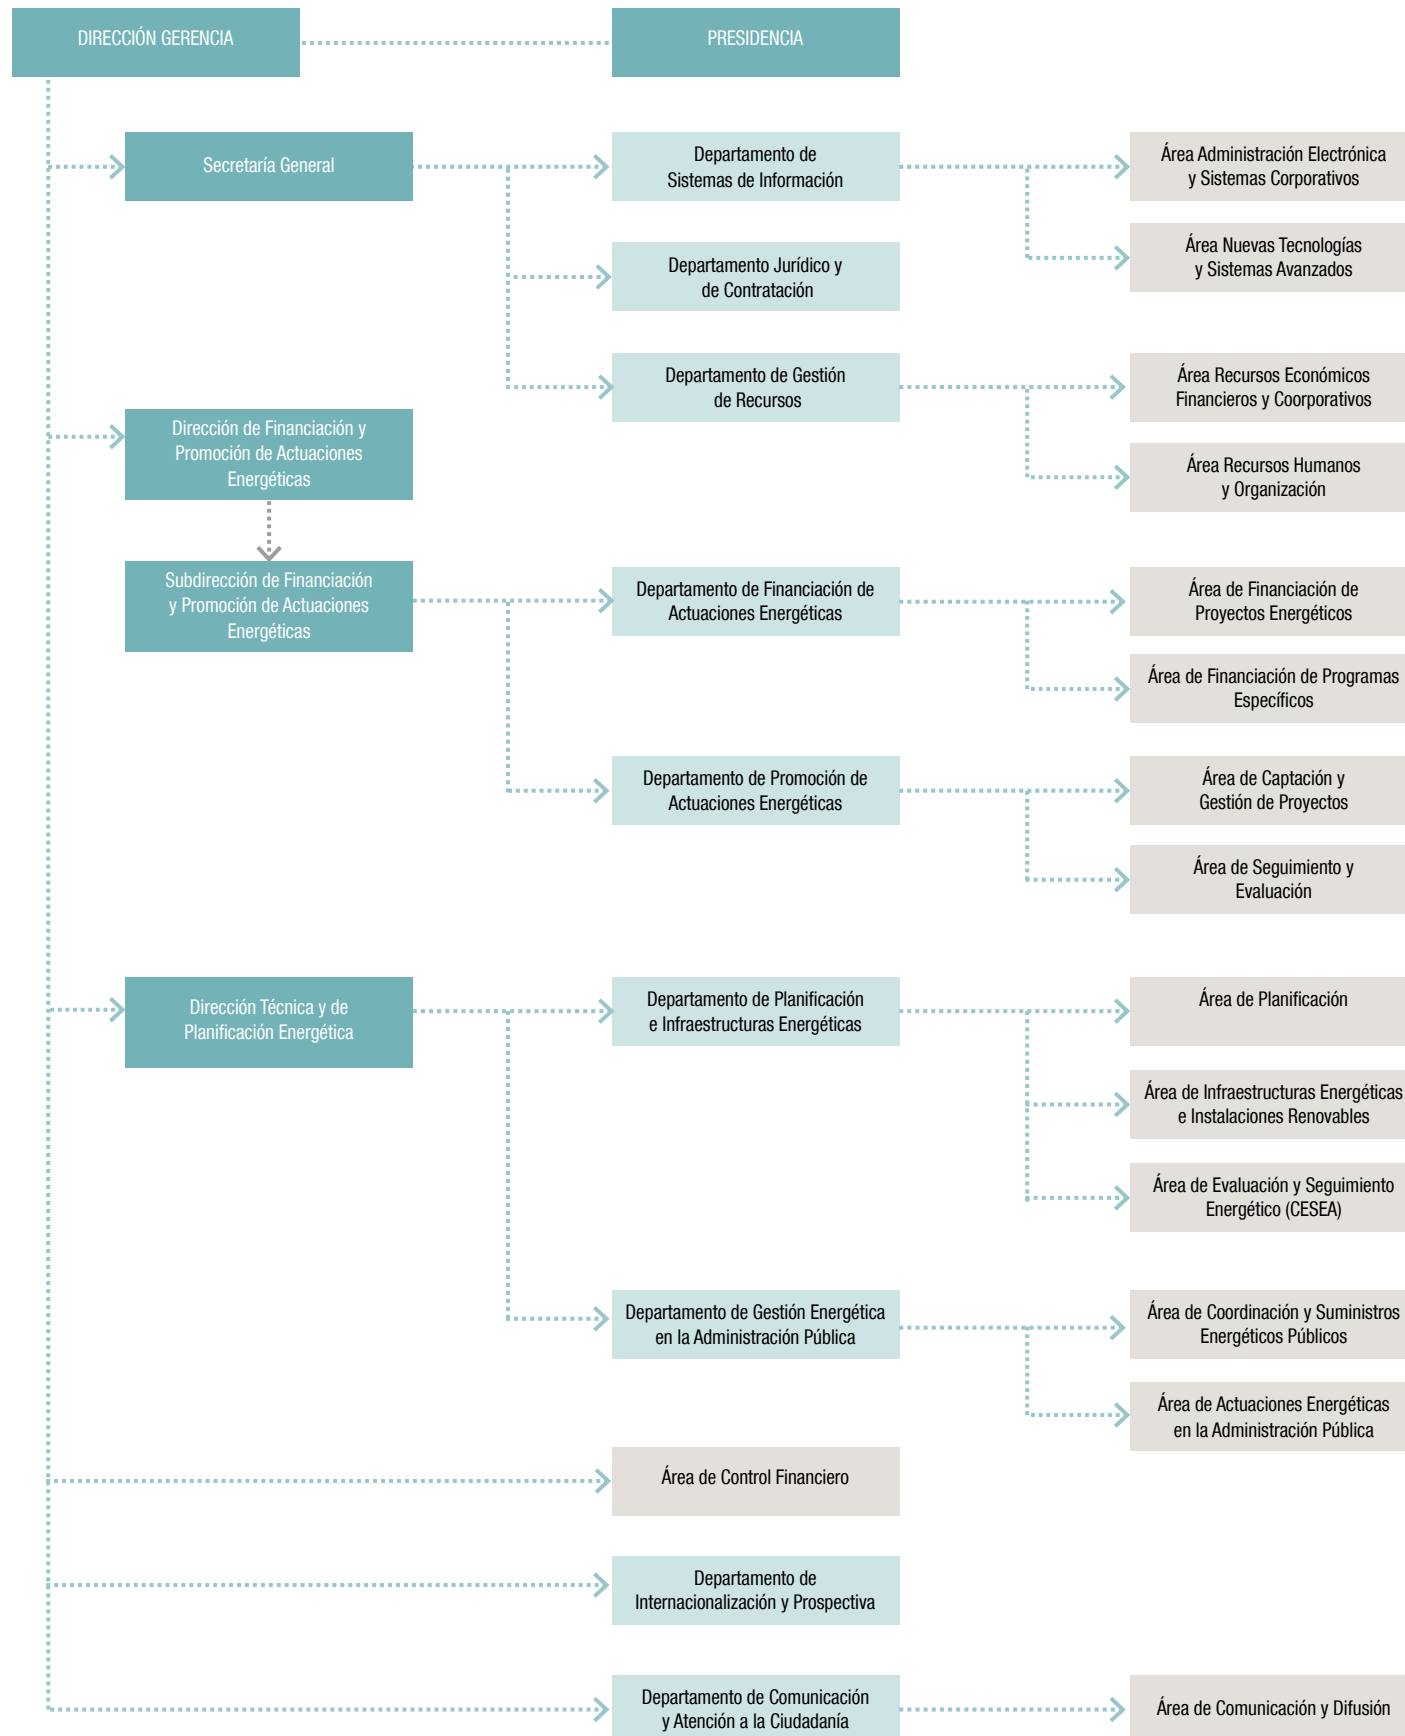 DIRECCIÓN GERENCIA
PRESIDENCIA
Secretaría General
Departamento de
Sistemas de Información
Área Administración Electrónica
y Sistemas Corporativos
Área Nuevas Tecnologías
y Sistemas Avanzados
Departamento Jurídico y
de Contratación
Departamento de Gestión
de Recursos
Área Recursos Económicos
Financieros y Coorporativos
Área Recursos Humanos
y Organización
Dirección de Financiación y
Promoción de Actuaciones
Energéticas
Subdirección de Financiación
y Promoción de Actuaciones
Energéticas
Departamento de Financiación de
Actuaciones Energéticas
Área de Financiación de
Proyectos Energéticos
Área de Financiación de Programas
Específicos
Departamento de Promoción de
Actuaciones Energéticas
Área de Captación y
Gestión de Proyectos
Área de Seguimiento y
Evaluación
Dirección Técnica y de
Planificación Energética
Departamento de Planificación
e Infraestructuras Energéticas
Área de Planificación
Área de Infraestructuras Energéticas
e Instalaciones Renovables
Área de Evaluación y Seguimiento
Energético (CESEA)
Departamento de Gestión Energética
en la Administración Pública
Área de Coordinación y Suministros
Energéticos Públicos
Área de Actuaciones Energéticas
en la Administración Pública
Área de Control Financiero
Departamento de
Internacionalización y Prospectiva
Departamento de Comunicación
y Atención a la Ciudadanía
Área de Comunicación y Difusión